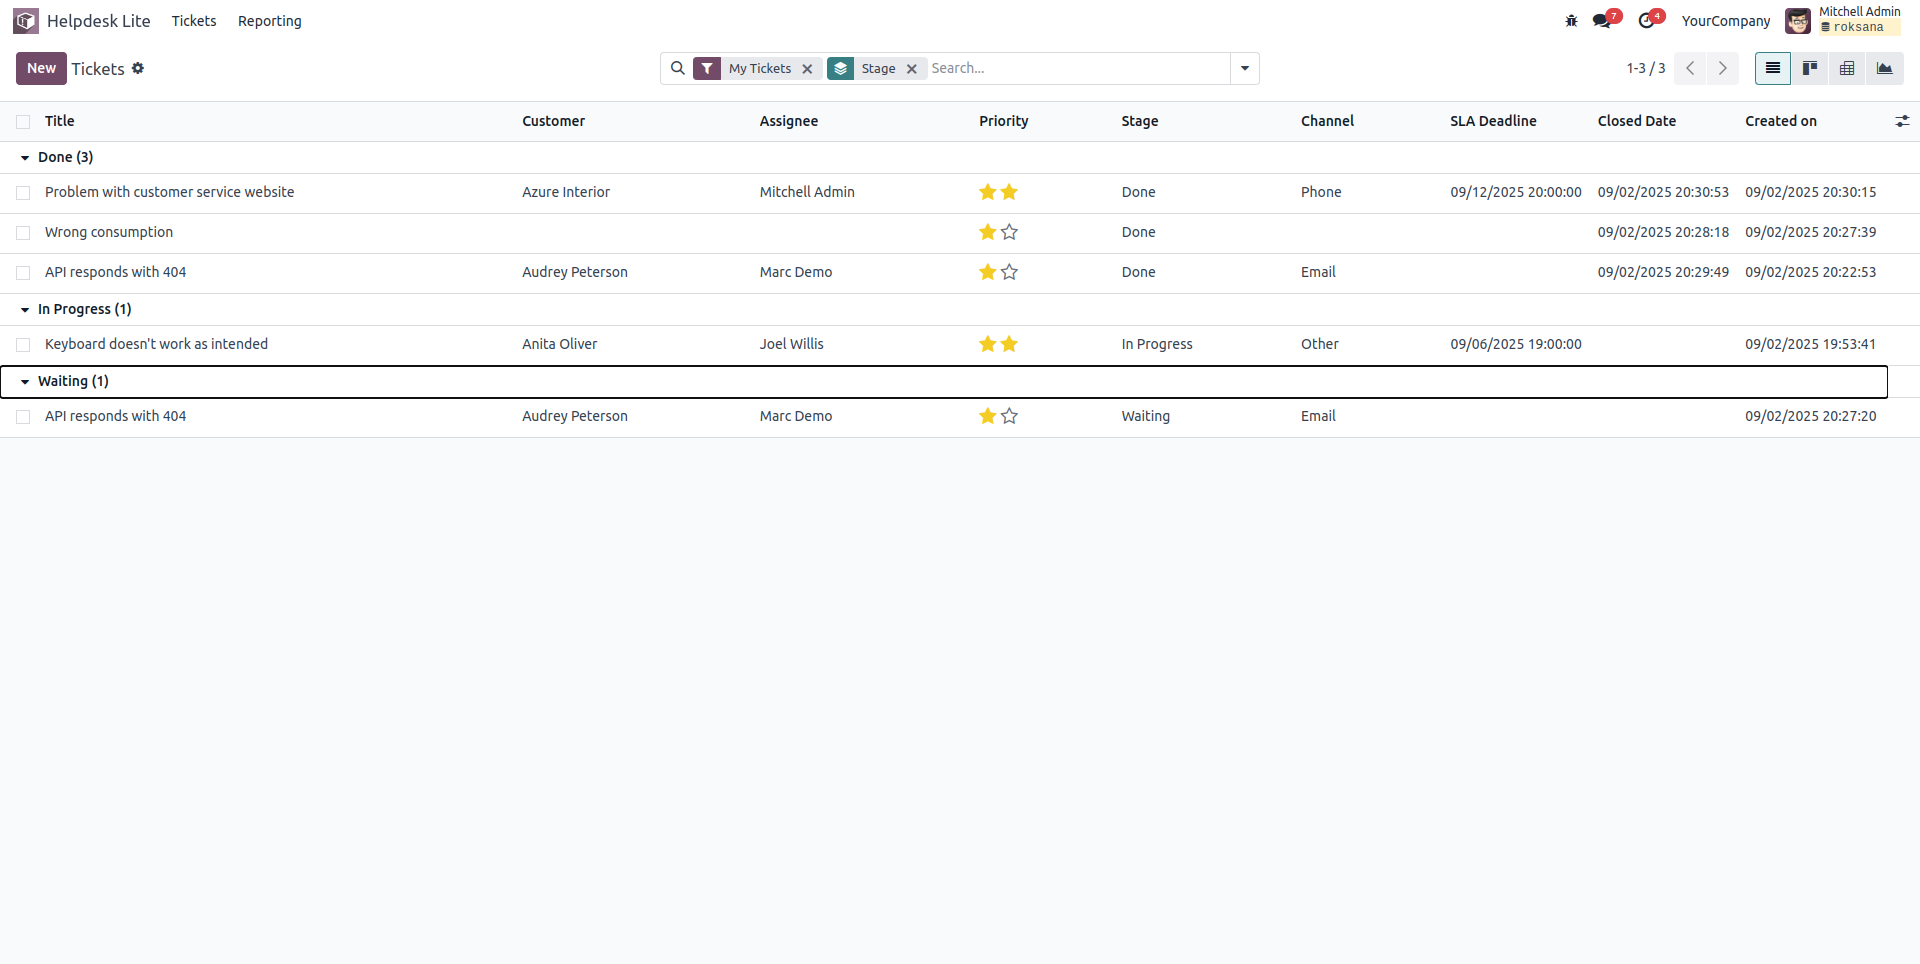 Helpdesk Lite Tickets Reporting 7 4 YourCompany Mitchell Admin
roksana
New Tickets My Tickets Stage Search... 1-3 / 3
Title Customer Assignee Priority Stage Channel SLA Deadline Closed Date Created on
Done (3)
Problem with customer service website Azure Interior Mitchell Admin Done Phone 09/12/2025 20:00:00 09/02/2025 20:30:53 09/02/2025 20:30:15
Wrong consumption Done 09/02/2025 20:28:18 09/02/2025 20:27:39
API responds with 404 Audrey Peterson Marc Demo Done Email 09/02/2025 20:29:49 09/02/2025 20:22:53
In Progress (1)
Keyboard doesn't work as intended Anita Oliver Joel Willis In Progress Other 09/06/2025 19:00:00 09/02/2025 19:53:41
Waiting (1)
API responds with 404 Audrey Peterson Marc Demo Waiting Email 09/02/2025 20:27:20